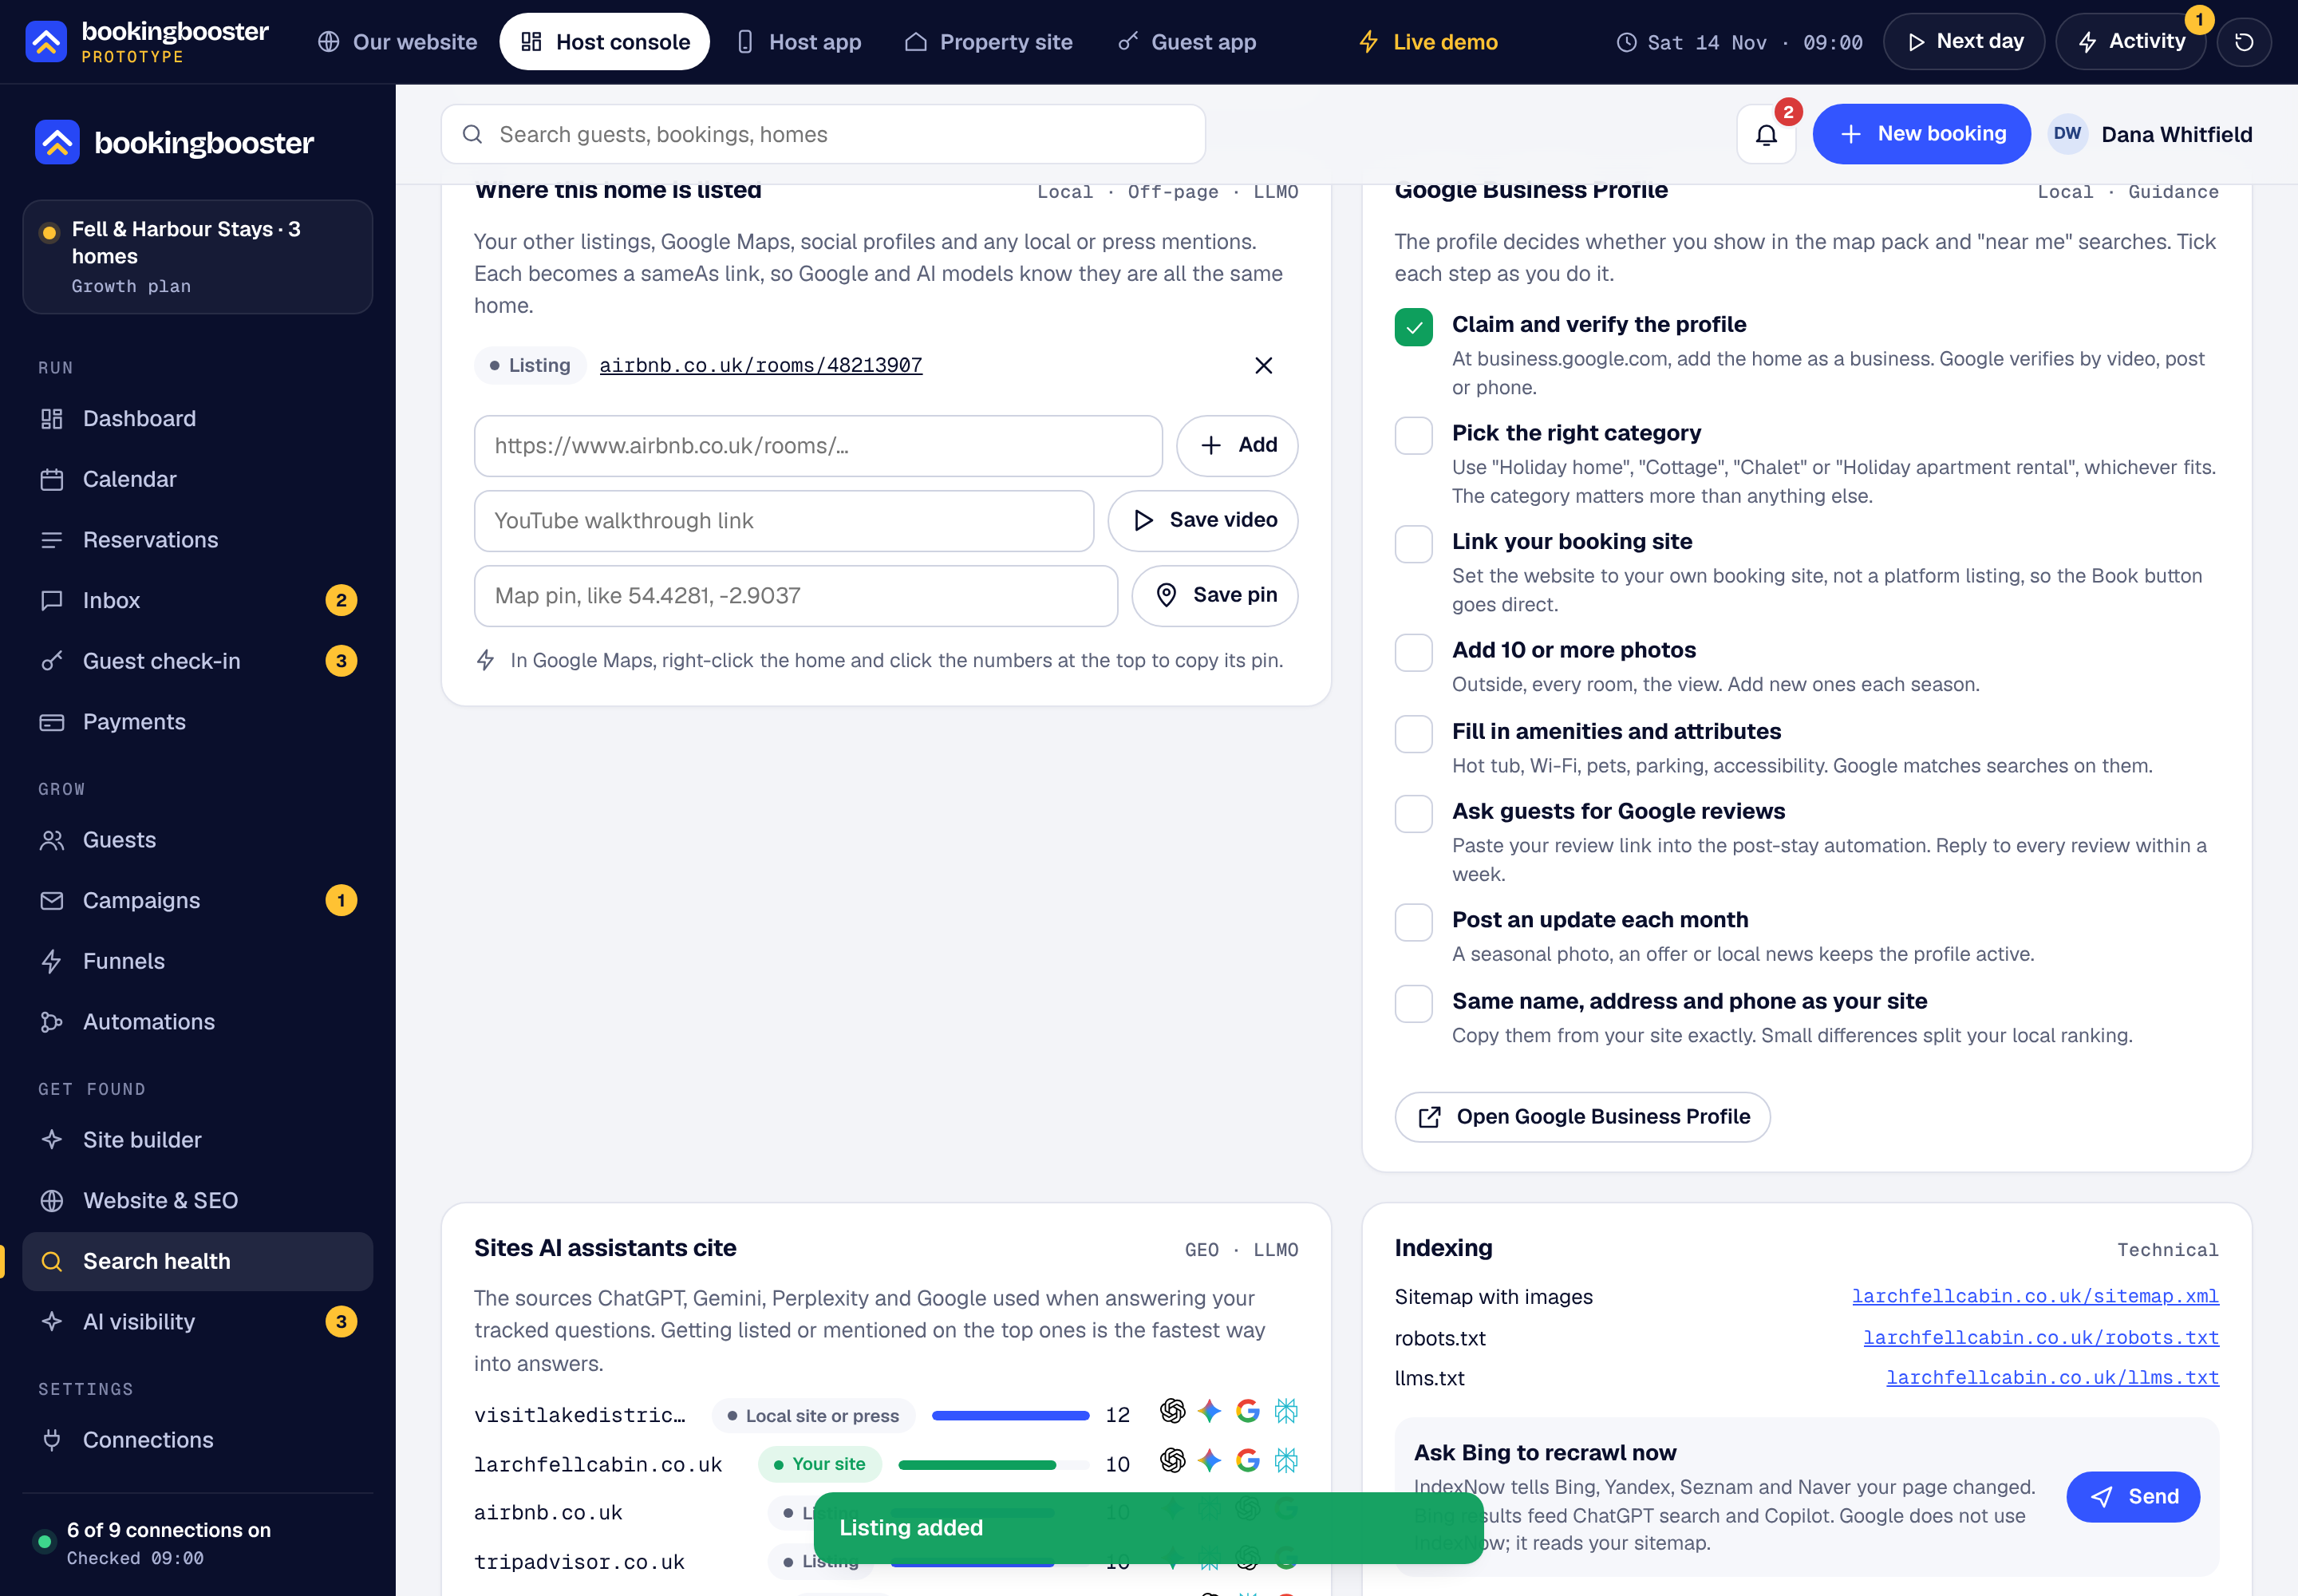 bookingbooster
PROTOTYPE
Our website
Host console
Host app
Property site
Guest app
Live demo
Sat 14 Nov · 09:00
Next day
Activity
1
bookingbooster
Fell & Harbour Stays · 3
homes
Growth plan
RUN
Dashboard
Calendar
Reservations
Inbox
2
Guest check-in
3
Payments
GROW
Guests
Campaigns
1
Funnels
Automations
GET FOUND
Site builder
Website & SEO
Search health
AI visibility
3
SETTINGS
Connections
6 of 9 connections on
Checked 09:00
Search guests, bookings, homes
2
New booking
DW
Dana Whitfield
Where this home is listed
Local · Off-page · LLMO
Your other listings, Google Maps, social profiles and any local or press mentions.
Each becomes a sameAs link, so Google and AI models know they are all the same
home.
Listing
airbnb.co.uk/rooms/48213907
https://www.airbnb.co.uk/rooms/…
Add
YouTube walkthrough link
Save video
Map pin, like 54.4281, -2.9037
Save pin
In Google Maps, right-click the home and click the numbers at the top to copy its pin.
Google Business Profile
Local · Guidance
The profile decides whether you show in the map pack and "near me" searches. Tick
each step as you do it.
Claim and verify the profile
At business.google.com, add the home as a business. Google verifies by video, post
or phone.
Pick the right category
Use "Holiday home", "Cottage", "Chalet" or "Holiday apartment rental", whichever fits.
The category matters more than anything else.
Link your booking site
Set the website to your own booking site, not a platform listing, so the Book button
goes direct.
Add 10 or more photos
Outside, every room, the view. Add new ones each season.
Fill in amenities and attributes
Hot tub, Wi-Fi, pets, parking, accessibility. Google matches searches on them.
Ask guests for Google reviews
Paste your review link into the post-stay automation. Reply to every review within a
week.
Post an update each month
A seasonal photo, an offer or local news keeps the profile active.
Same name, address and phone as your site
Copy them from your site exactly. Small differences split your local ranking.
Open Google Business Profile
Sites AI assistants cite
GEO · LLMO
The sources ChatGPT, Gemini, Perplexity and Google used when answering your
tracked questions. Getting listed or mentioned on the top ones is the fastest way
into answers.
visitlakedistric…
Local site or press
12
larchfellcabin.co.uk
Your site
10
airbnb.co.uk
Listing
10
tripadvisor.co.uk
Listing
10
Listing added
Indexing
Technical
Sitemap with images
larchfellcabin.co.uk/sitemap.xml
robots.txt
larchfellcabin.co.uk/robots.txt
llms.txt
larchfellcabin.co.uk/llms.txt
Ask Bing to recrawl now
IndexNow tells Bing, Yandex, Seznam and Naver your page changed.
Bing results feed ChatGPT search and Copilot. Google does not use
IndexNow; it reads your sitemap.
Send